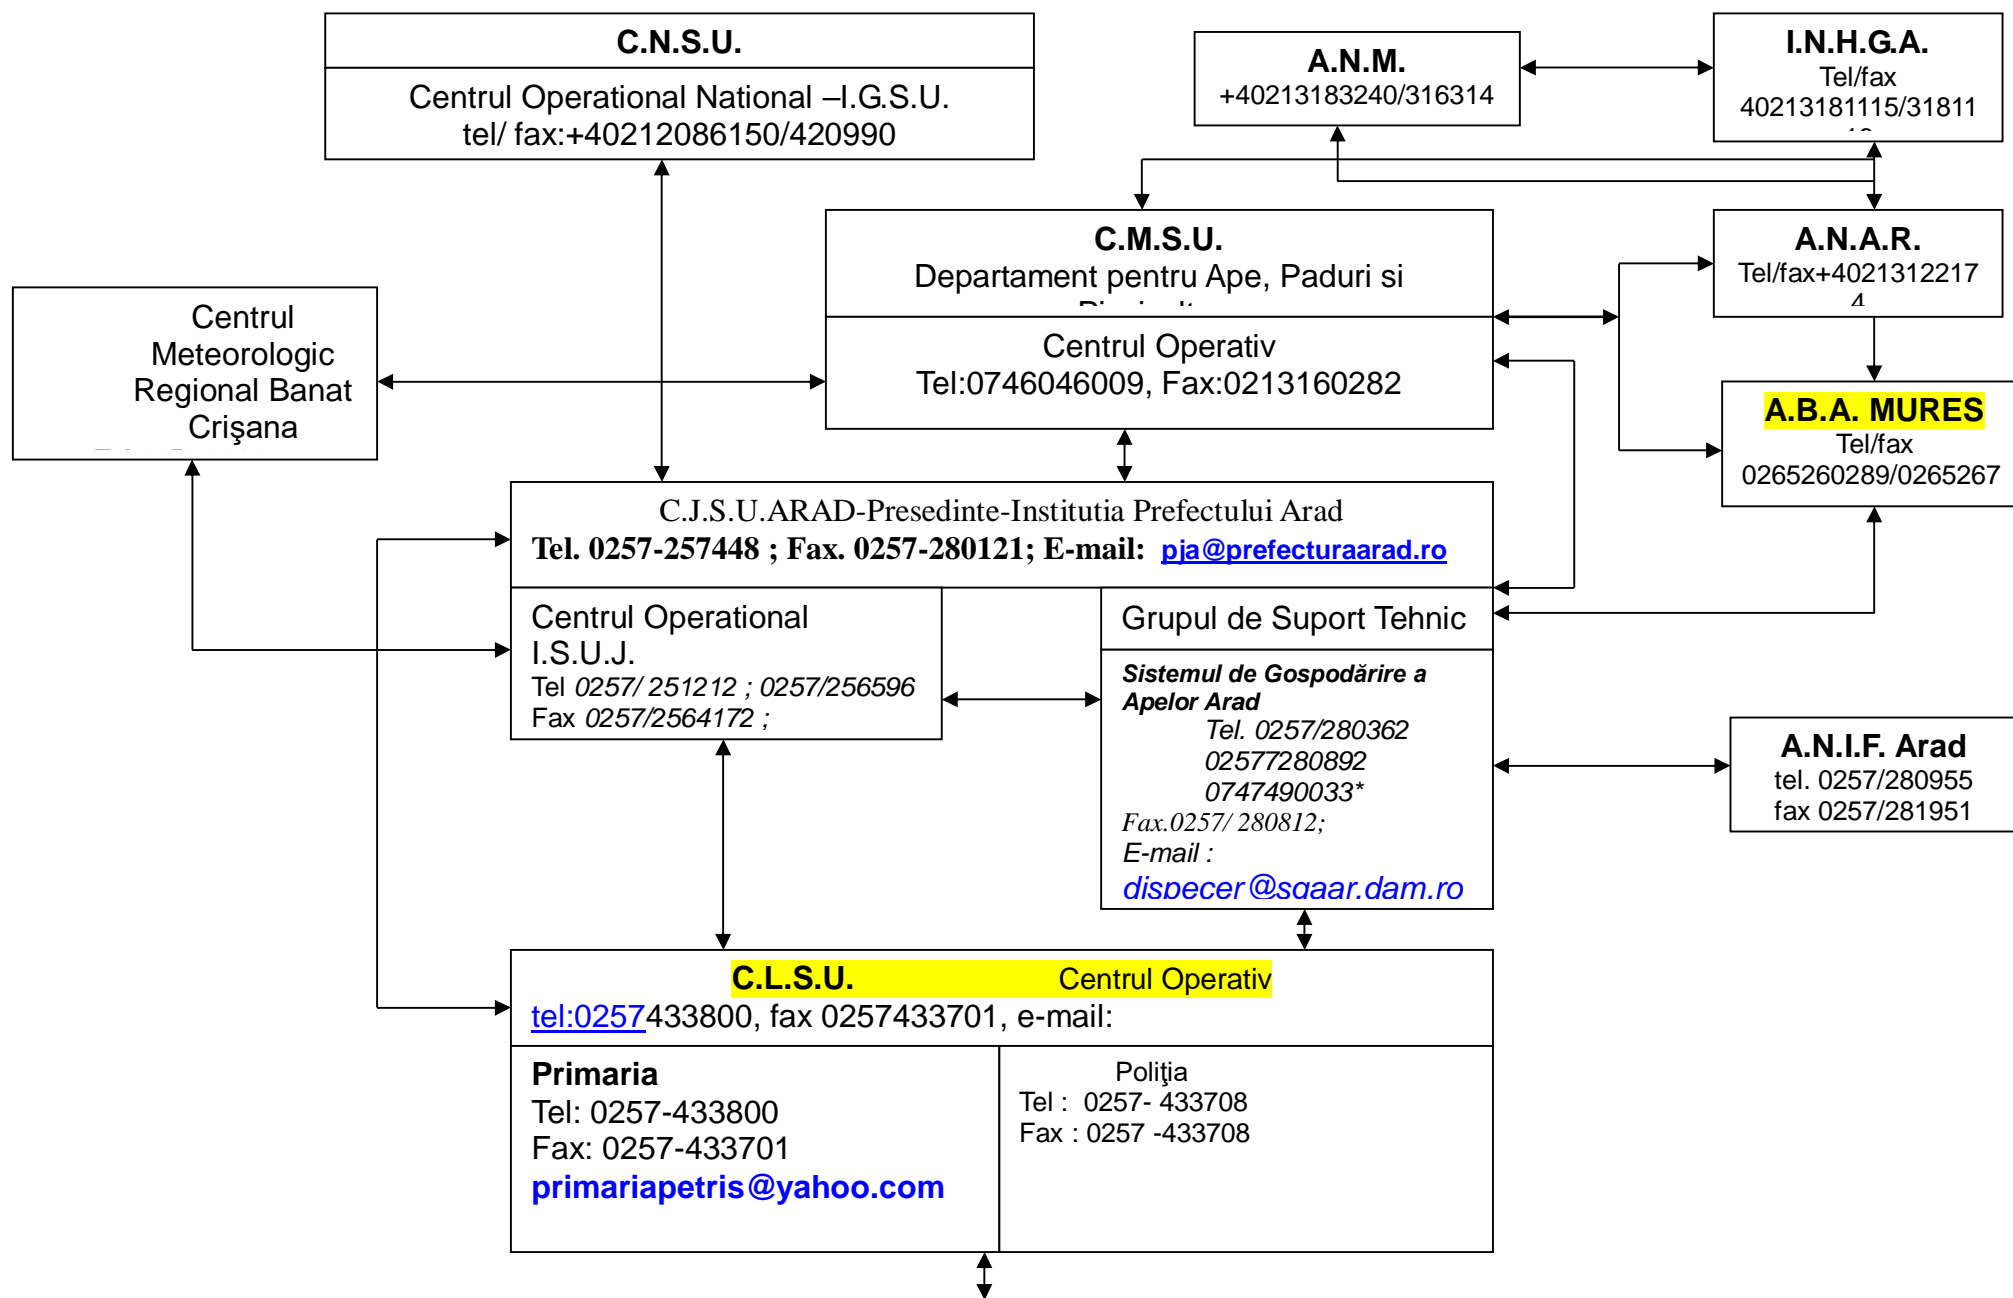 C.N.S.U.
Centrul Operational National –I.G.S.U.
tel/ fax:+40212086150/420990
A.N.M.
+40213183240/316314
I.N.H.G.A.
Tel/fax
40213181115/31811
C.M.S.U.
Departament pentru Ape, Paduri si
Centrul Operativ
Tel:0746046009, Fax:0213160282
A.N.A.R.
Tel/fax+4021312217
4
Centrul
Meteorologic
Regional Banat
Crişana
A.B.A. MURES
Tel/fax
0265260289/0265267
C.J.S.U.ARAD-Presedinte-Institutia Prefectului Arad
Tel. 0257-257448 ; Fax. 0257-280121; E-mail: pja@prefecturaarad.ro
Centrul Operational
I.S.U.J.
Tel 0257/ 251212 ; 0257/256596
Fax 0257/2564172 ;
Grupul de Suport Tehnic
Sistemul de Gospodărire a
Apelor Arad
Tel. 0257/280362
02577280892
0747490033*
Fax.0257/ 280812;
E-mail :
dispecer@sgaar.dam.ro
A.N.I.F. Arad
tel. 0257/280955
fax 0257/281951
C.L.S.U. Centrul Operativ
tel:0257433800, fax 0257433701, e-mail:
Primaria
Tel: 0257-433800
Fax: 0257-433701
primariapetris@yahoo.com
Poliţia
Tel : 0257- 433708
Fax : 0257 -433708